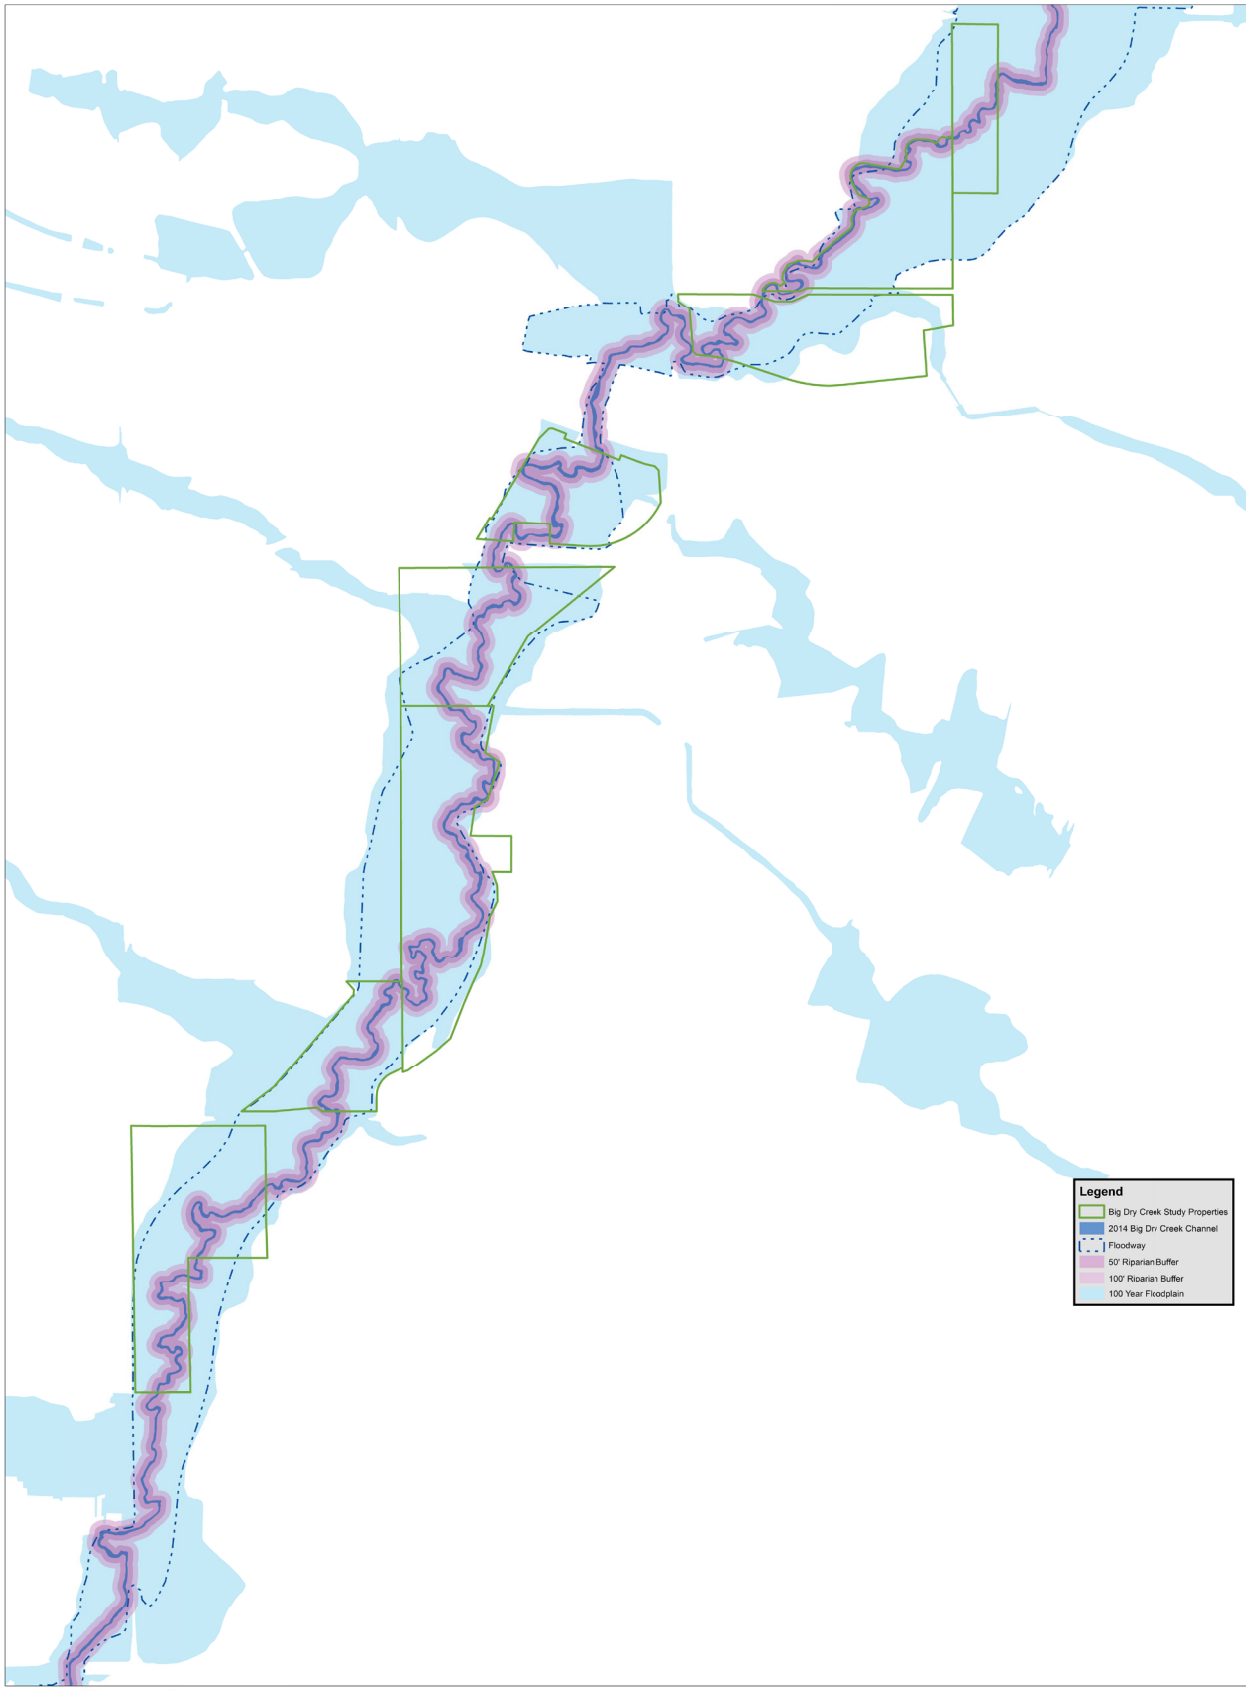 Legend
Big Dry Creek Study Properties
2014 Big Dry Creek Channel
Floodway
50' Riparian Buffer
100' Riparian Buffer
100 Year Floodplain